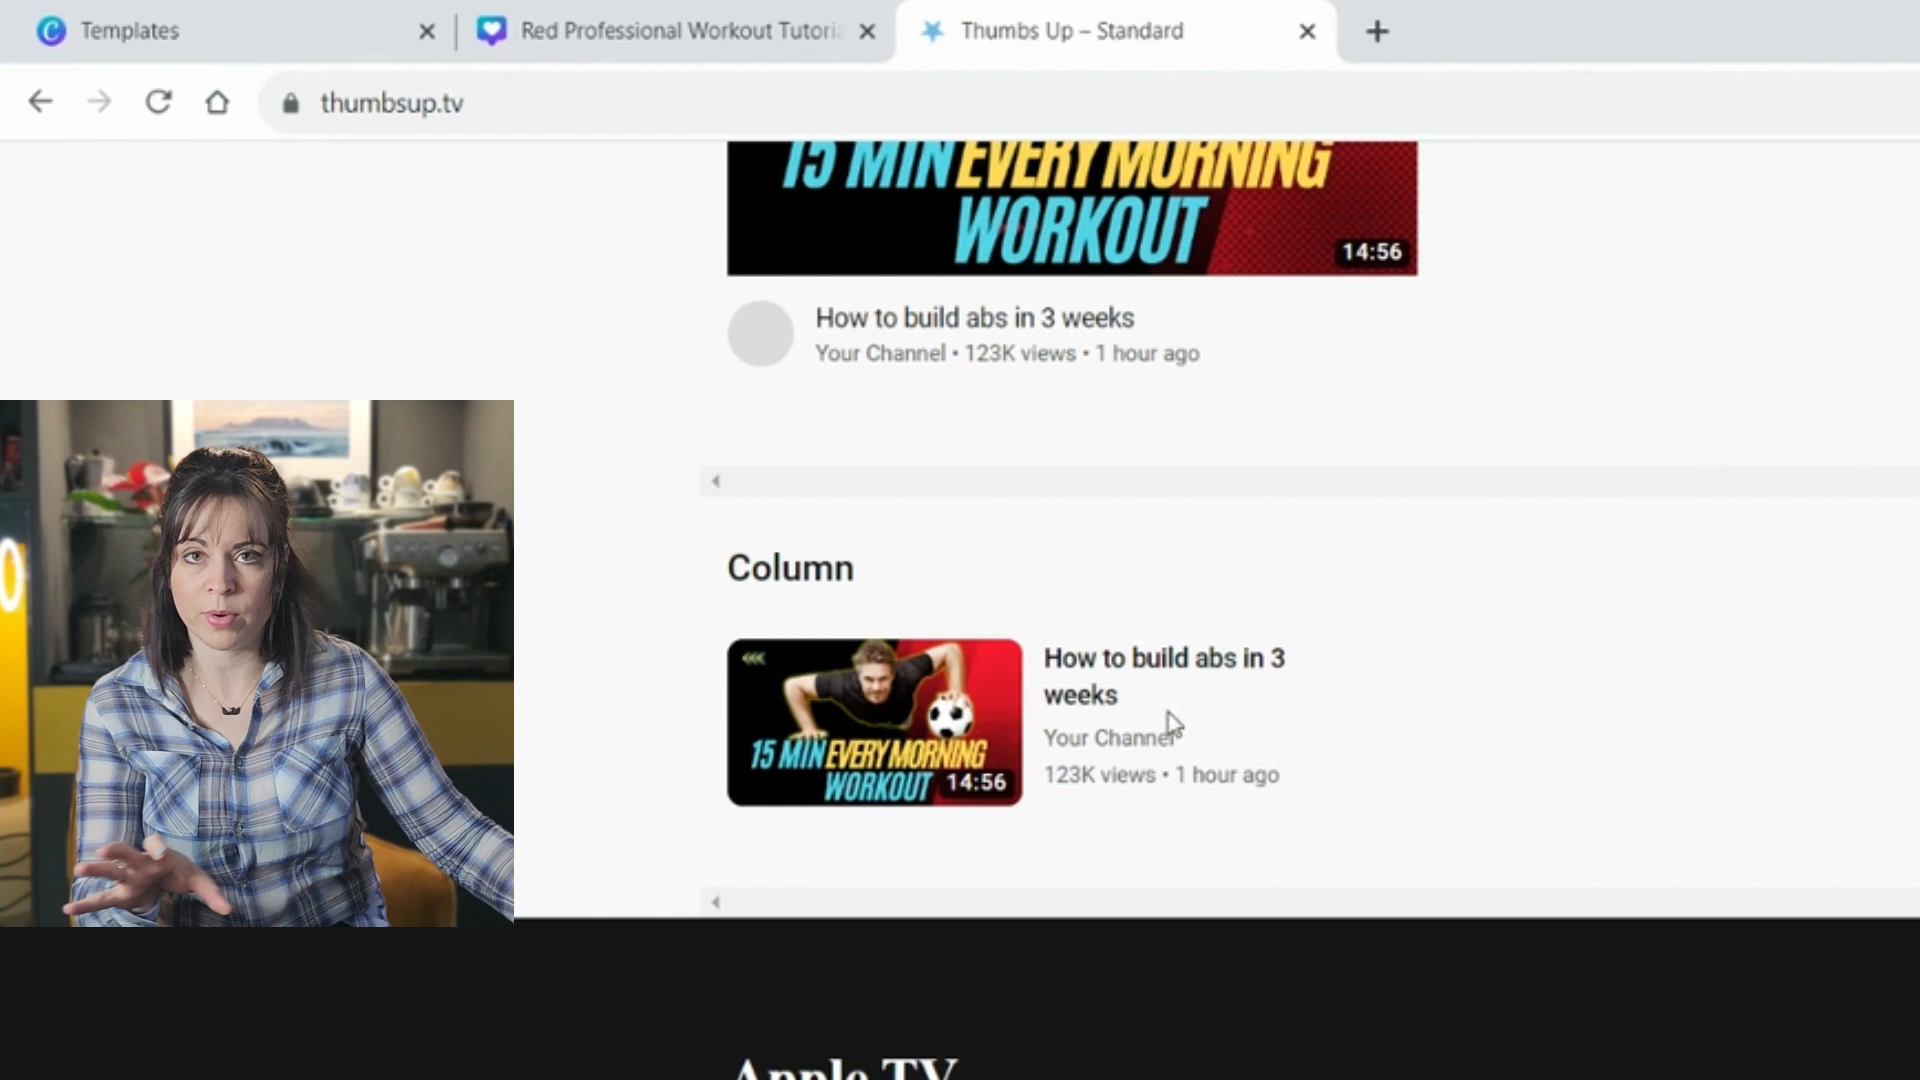 Templates
Red Professional Workout Tutoria
Thumbs Up – Standard
thumbsup.tv
15 MIN EVERY MORNING
WORKOUT
14:56
How to build abs in 3 weeks
Your Channel • 123K views • 1 hour ago
Column
15 MIN EVERY MORNING
WORKOUT
14:56
How to build abs in 3
weeks
Your Channel
123K views • 1 hour ago
Apple TV